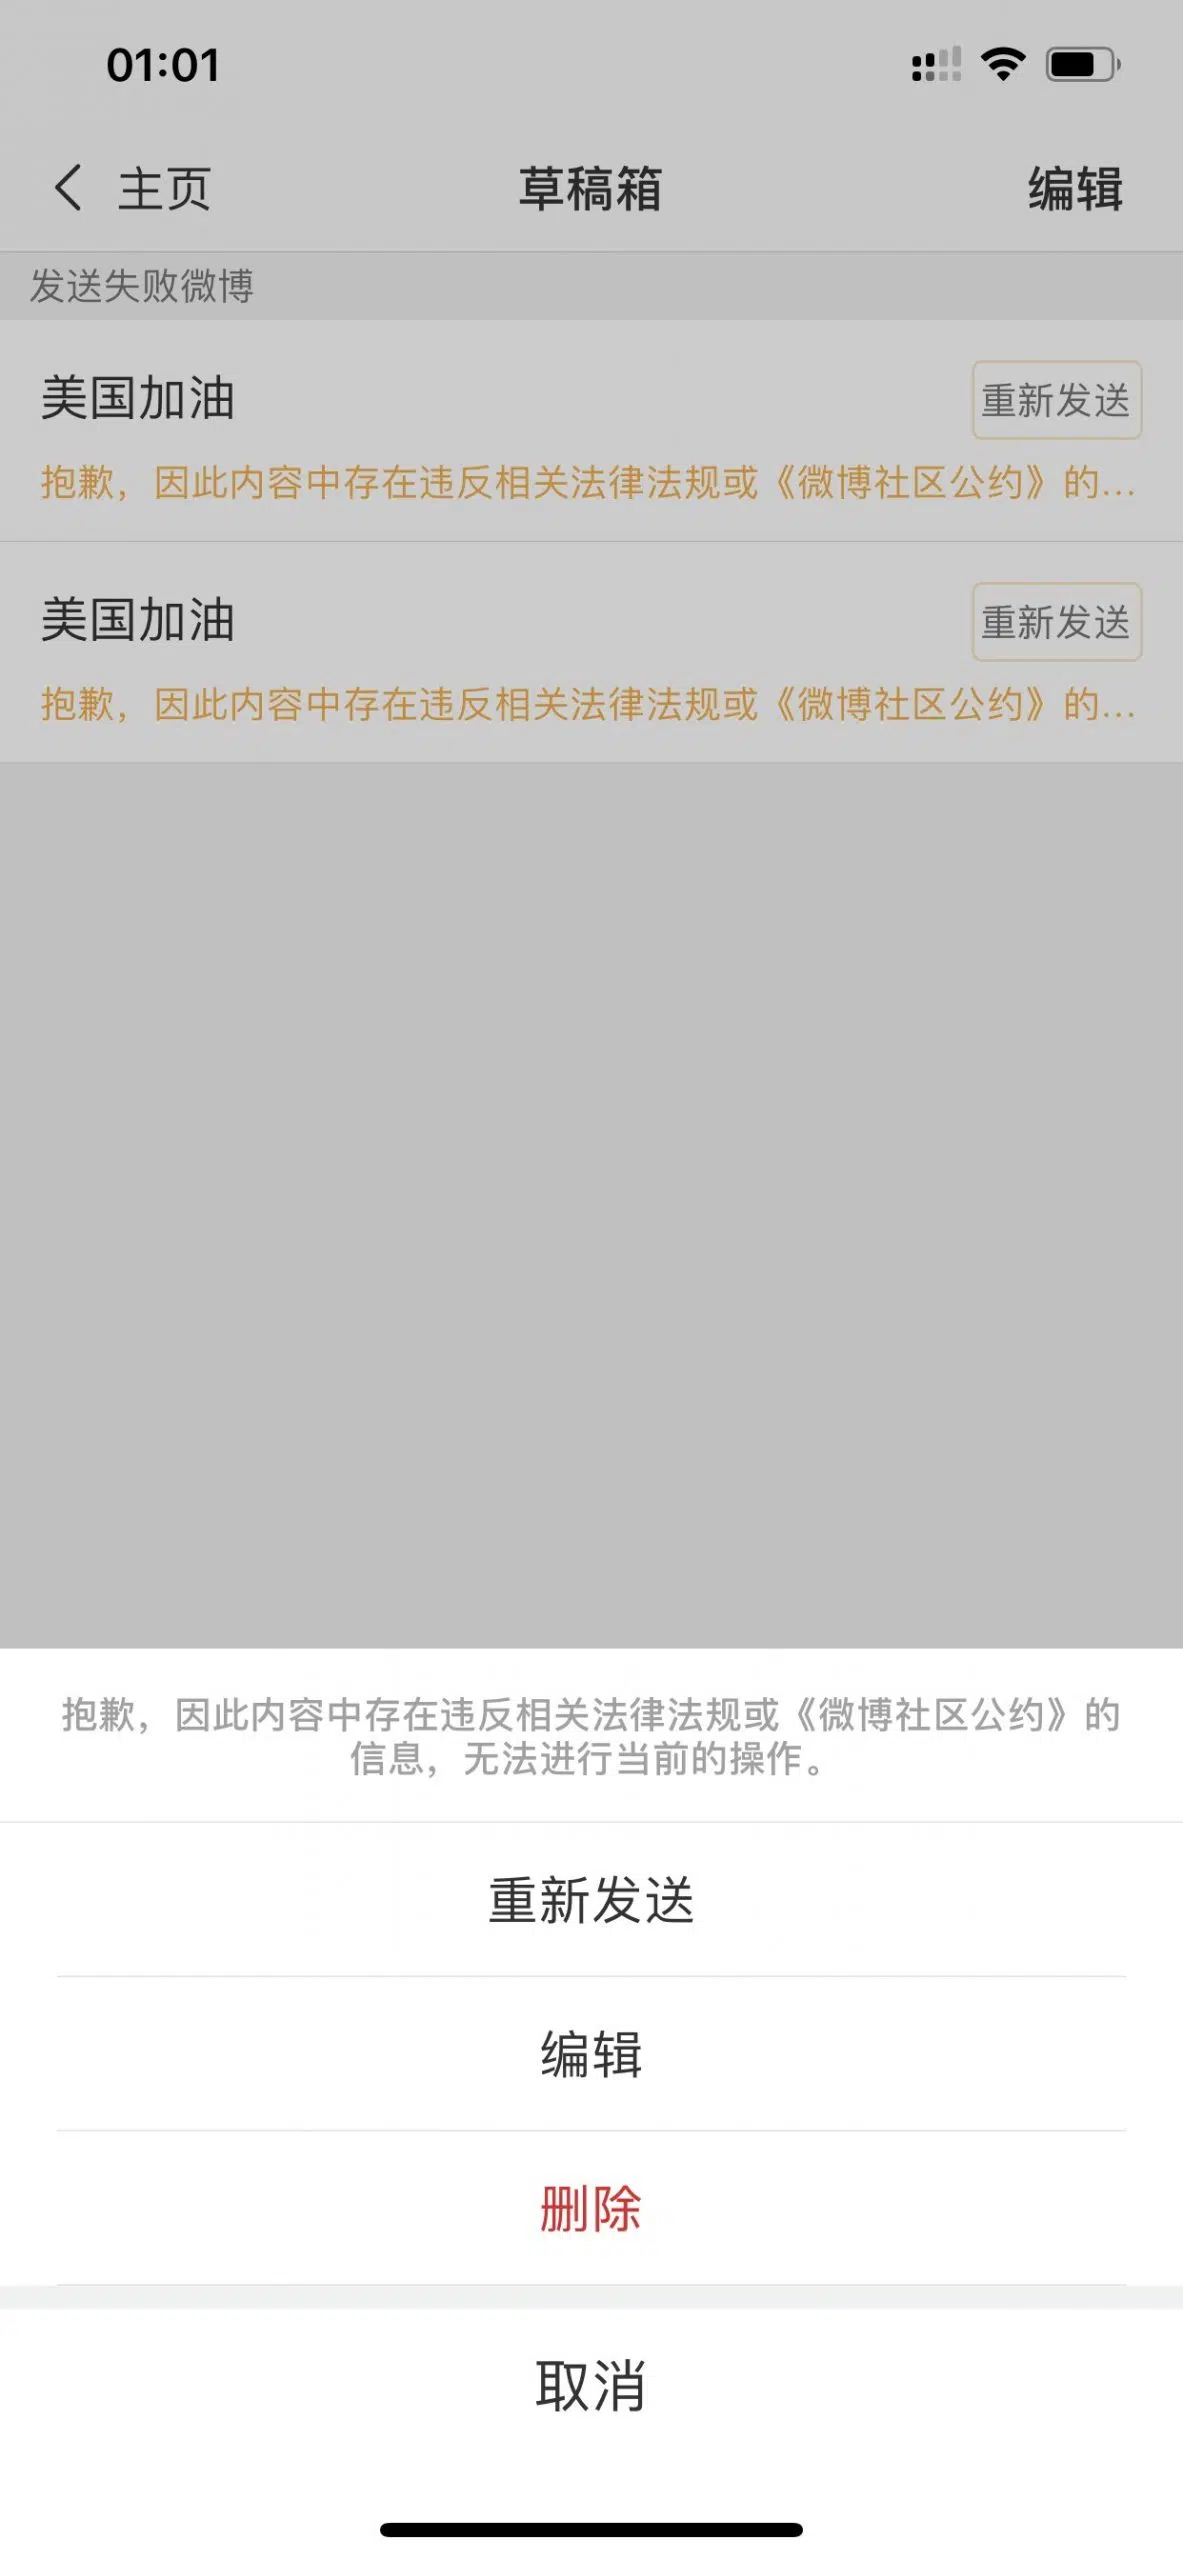 01:01
主页
草稿箱
编辑
发送失败微博
美国加油
重新发送
抱歉，因此内容中存在违反相关法律法规或《微博社区公约》的...
美国加油
重新发送
抱歉，因此内容中存在违反相关法律法规或《微博社区公约》的...
抱歉，因此内容中存在违反相关法律法规或《微博社区公约》的
信息，无法进行当前的操作。
重新发送
编辑
删除
取消